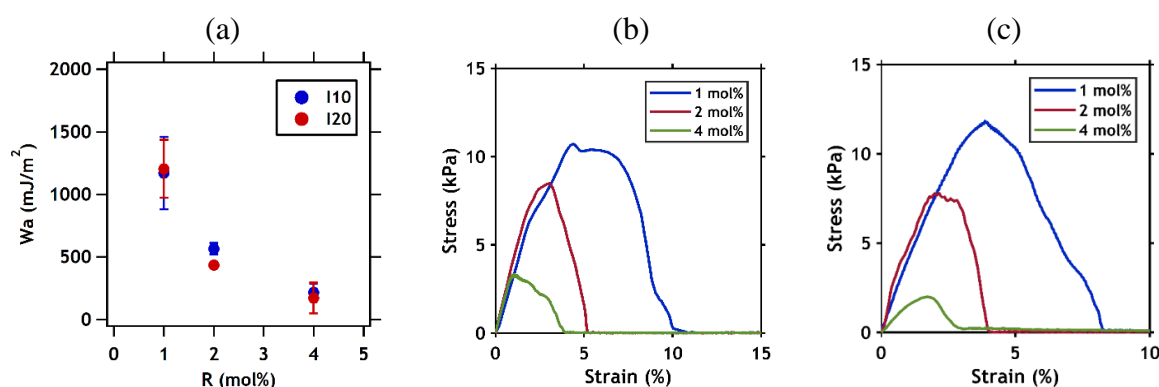 (a)
2000
1500
1000
500
0
Wa (mJ/m²)
0 1 2 3 4 5
R (mol%)
I10
I20
(b)
15
10
5
0
Stress (kPa)
0 5 10 15
Strain (%)
1 mol%
2 mol%
4 mol%
(c)
15
10
5
0
Stress (kPa)
0 5 10
Strain (%)
1 mol%
2 mol%
4 mol%